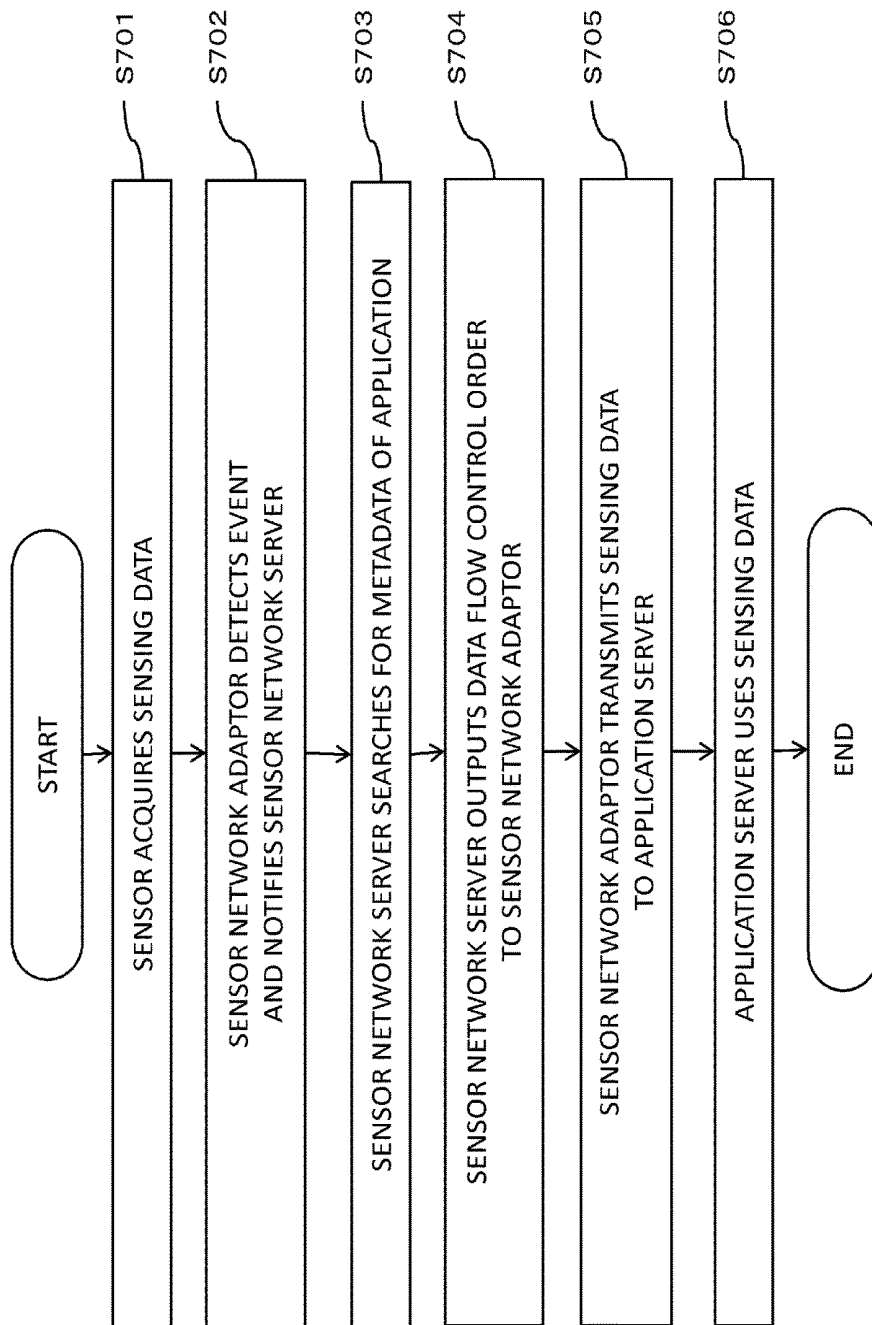 START
SENSOR ACQUIRES SENSING DATA
S701
SENSOR NETWORK ADAPTOR DETECTS EVENT
AND NOTIFIES SENSOR NETWORK SERVER
S702
SENSOR NETWORK SERVER SEARCHES FOR METADATA OF APPLICATION
S703
SENSOR NETWORK SERVER OUTPUTS DATA FLOW CONTROL ORDER
TO SENSOR NETWORK ADAPTOR
S704
SENSOR NETWORK ADAPTOR TRANSMITS SENSING DATA
TO APPLICATION SERVER
S705
APPLICATION SERVER USES SENSING DATA
S706
END